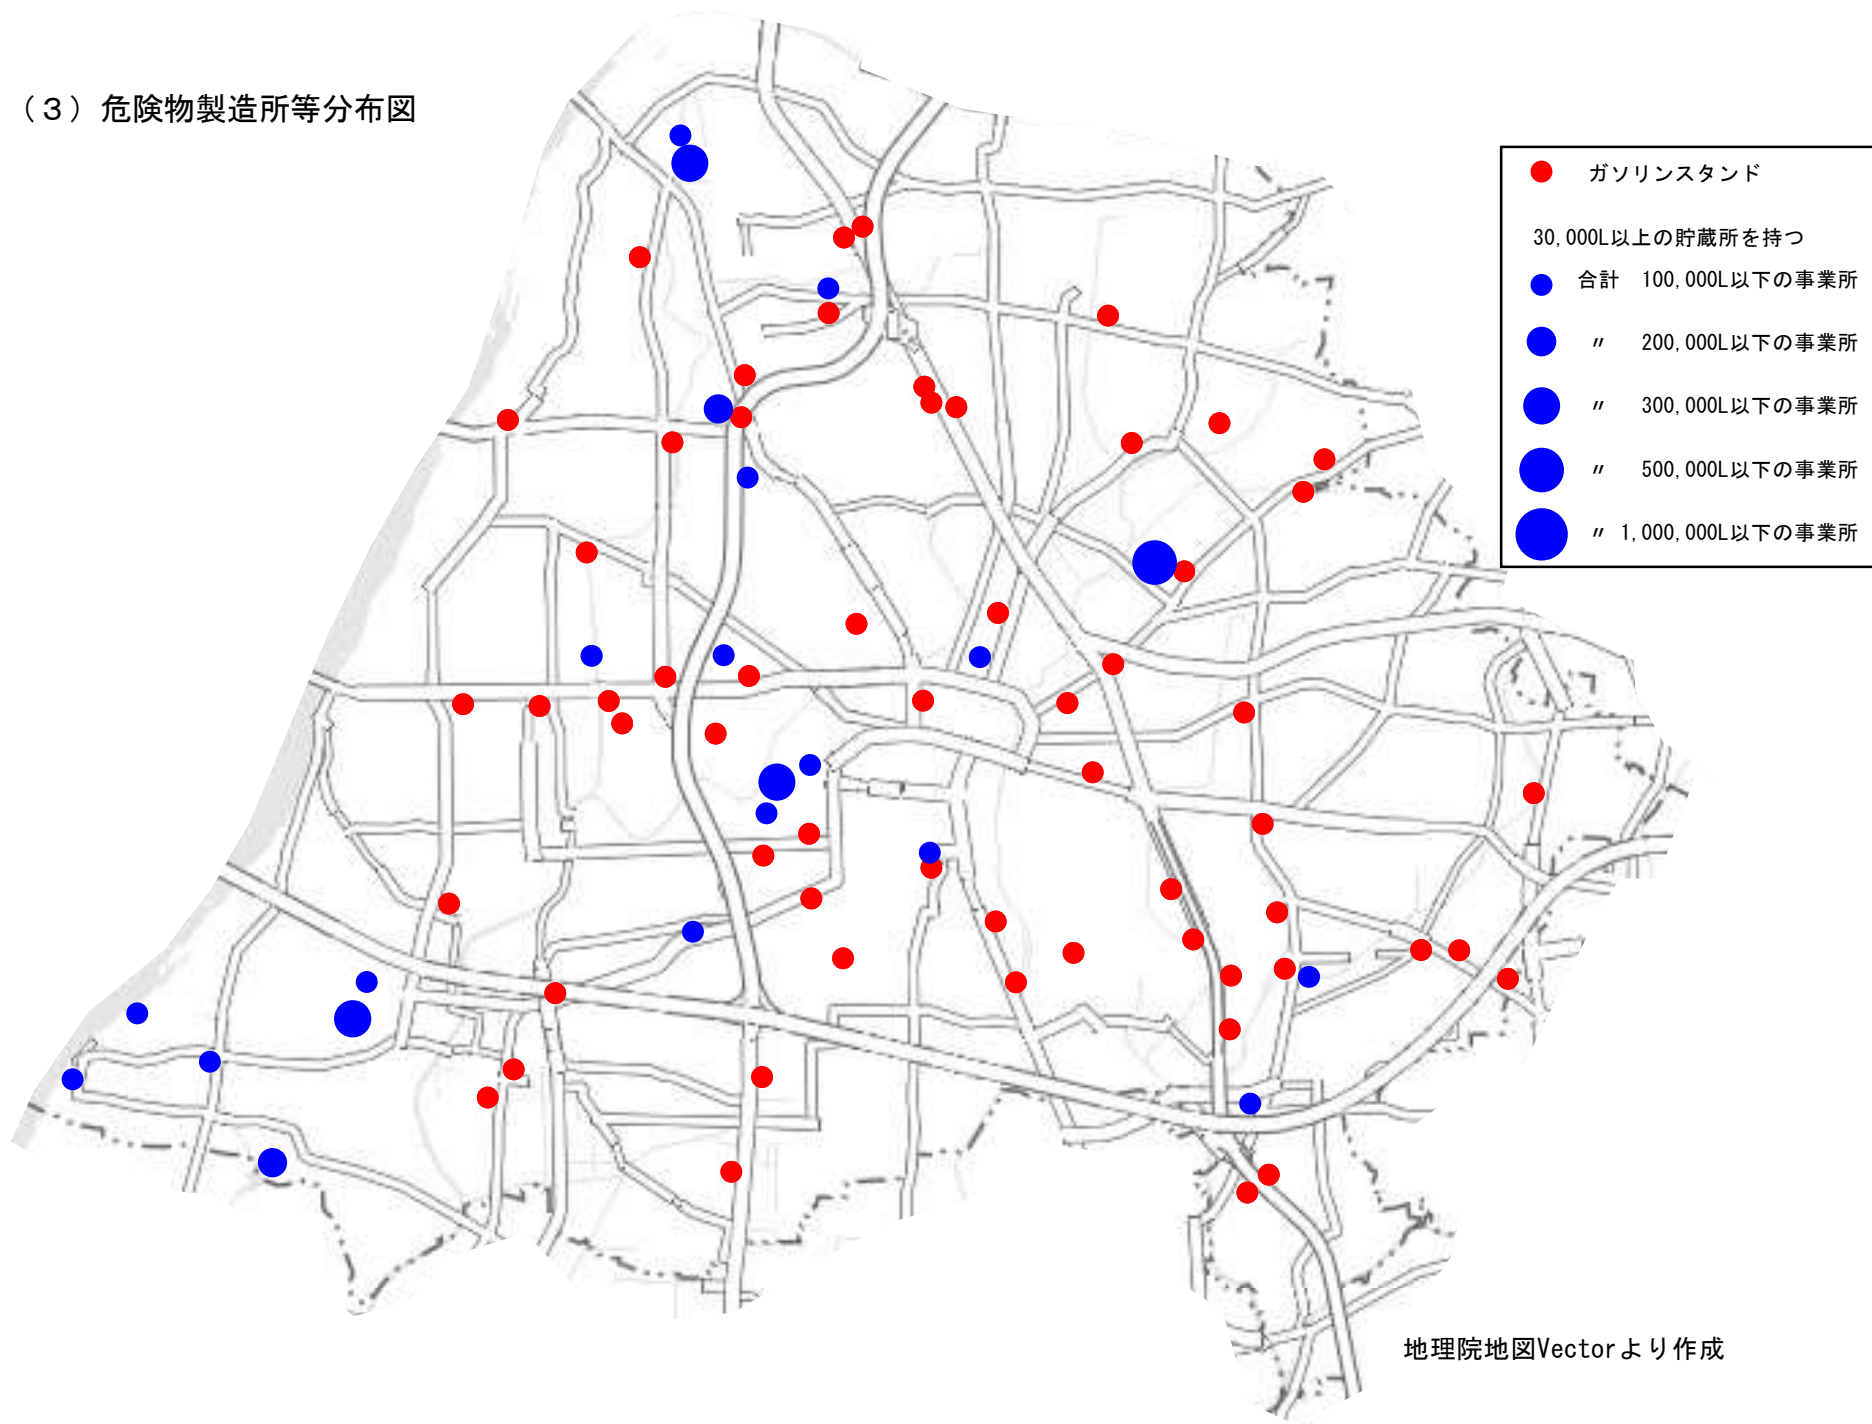 （３）危険物製造所等分布図
ガソリンスタンド
30,000L以上の貯蔵所を持つ
合計 100,000L以下の事業所
〃 200,000L以下の事業所
〃 300,000L以下の事業所
〃 500,000L以下の事業所
〃 1,000,000L以下の事業所
地理院地図Vectorより作成